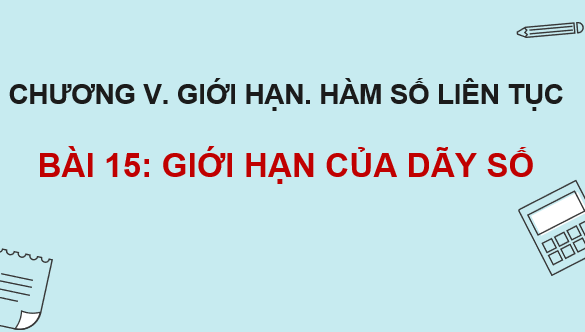 CHƯƠNG V. GIỚI HẠN. HÀM SỐ LIÊN TỤC
BÀI 15: GIỚI HẠN CỦA DÃY SỐ